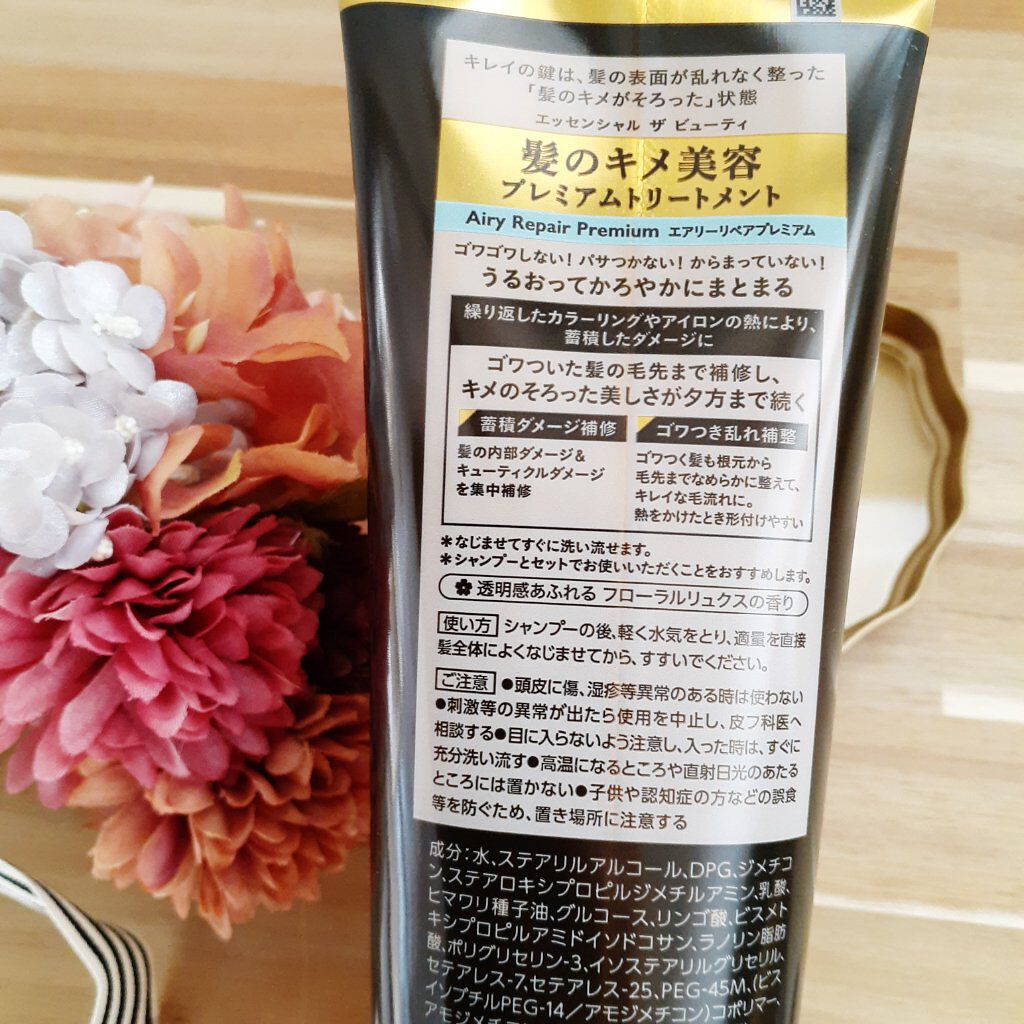 キレイの鍵は、髪の表面が乱れなく整った
「髪のキメがそろった」状態
エッセンシャル ザ ビューティ
髪のキメ美容
プレミアムトリートメント
Airy Repair Premium エアリーリペアプレミアム
ゴワゴワしない! パサつかない! からまっていない!
うるおってかろやかにまとまる
繰り返したカラーリングやアイロンの熱により、
蓄積したダメージに
ゴワついた髪の毛先まで補修し、
キメのそろった美しさが夕方まで続く
蓄積ダメージ補修
髪の内部ダメージ&
キューティクルダメージ
を集中補修
ゴワつき乱れ補整
ゴワつく髪も根元から
毛先までなめらかに整えて、
キレイな毛流れに。
熱をかけたとき形付けやすい
*なじませてすぐに洗い流せます。
*シャンプーとセットでお使いいただくことをおすすめします。
透明感あふれる フローラルリュクスの香り
使い方 シャンプーの後、軽く水気をとり、適量を直接
髪全体によくなじませてから、すすいでください。
ご注意 ●頭皮に傷、湿疹等異常のある時は使わない
●刺激等の異常が出たら使用を中止し、皮フ科医へ
相談する●目に入らないよう注意し、入った時は、すぐに
充分洗い流す●高温になるところや直射日光のあたる
ところには置かない●子供や認知症の方などの誤食
等を防ぐため、置き場所に注意する
成分:水、ステアリルアルコール、DPG、ジメチコ
ン、ステアロキシプロピルジメチルアミン、乳酸、
ヒマワリ種子油、グルコース、リンゴ酸、ビスメト
キシプロピルアミドイソドコサン、ラノリン脂肪
酸、ポリグリセリン-3、イソステアリルグリセリル、
セテアレス-7、セテアレス-25、PEG-45M、(ビス
イソブチルPEG-14/アモジメチコン)コポリマー、
アモジメチコン